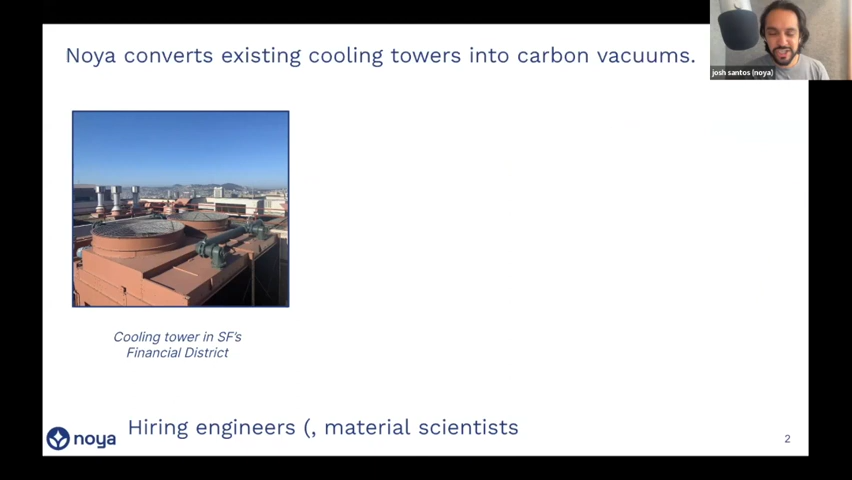 Noya converts existing cooling towers into carbon vacuums.
josh santos (noya)
Cooling tower in SF's
Financial District
noya
Hiring engineers (, material scientists
2